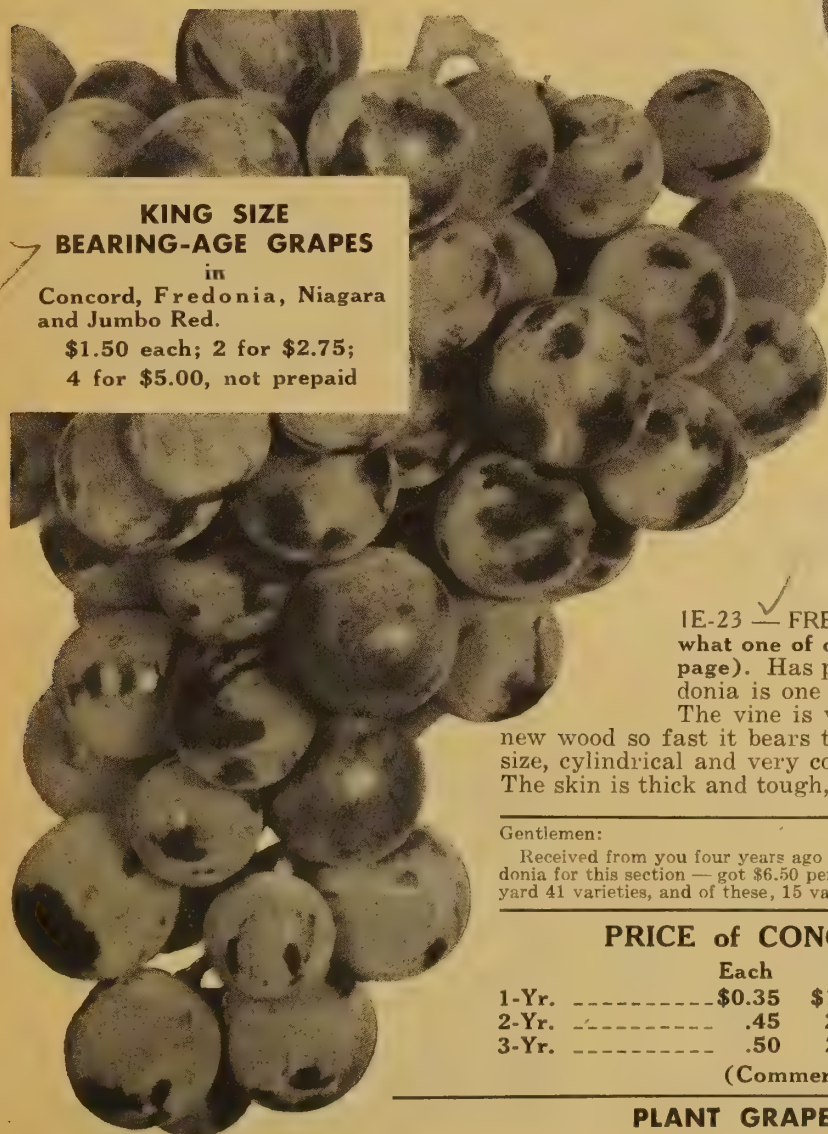 KING SIZE
BEARING-AGE GRAPES
in
Concord, Fredonia, Niagara
and Jumbo Red.
$1.50 each; 2 for $2.75;
4 for $5.00, not prepaid
1E-23 — FRE
what one of
page). Has
donia is one
The vine is
new wood so fast it bears
size, cylindrical and very
The skin is thick and tough,
Gentlemen:
Received from you four years ago
donia for this section — got $6.50
yard 41 varieties, and of these, 15
PRICE of CONC
Each
1-Yr. ----------$0.35 $
2-Yr. ---------- .45
3-Yr. ---------- .50
(Commer
PLANT GRAPE